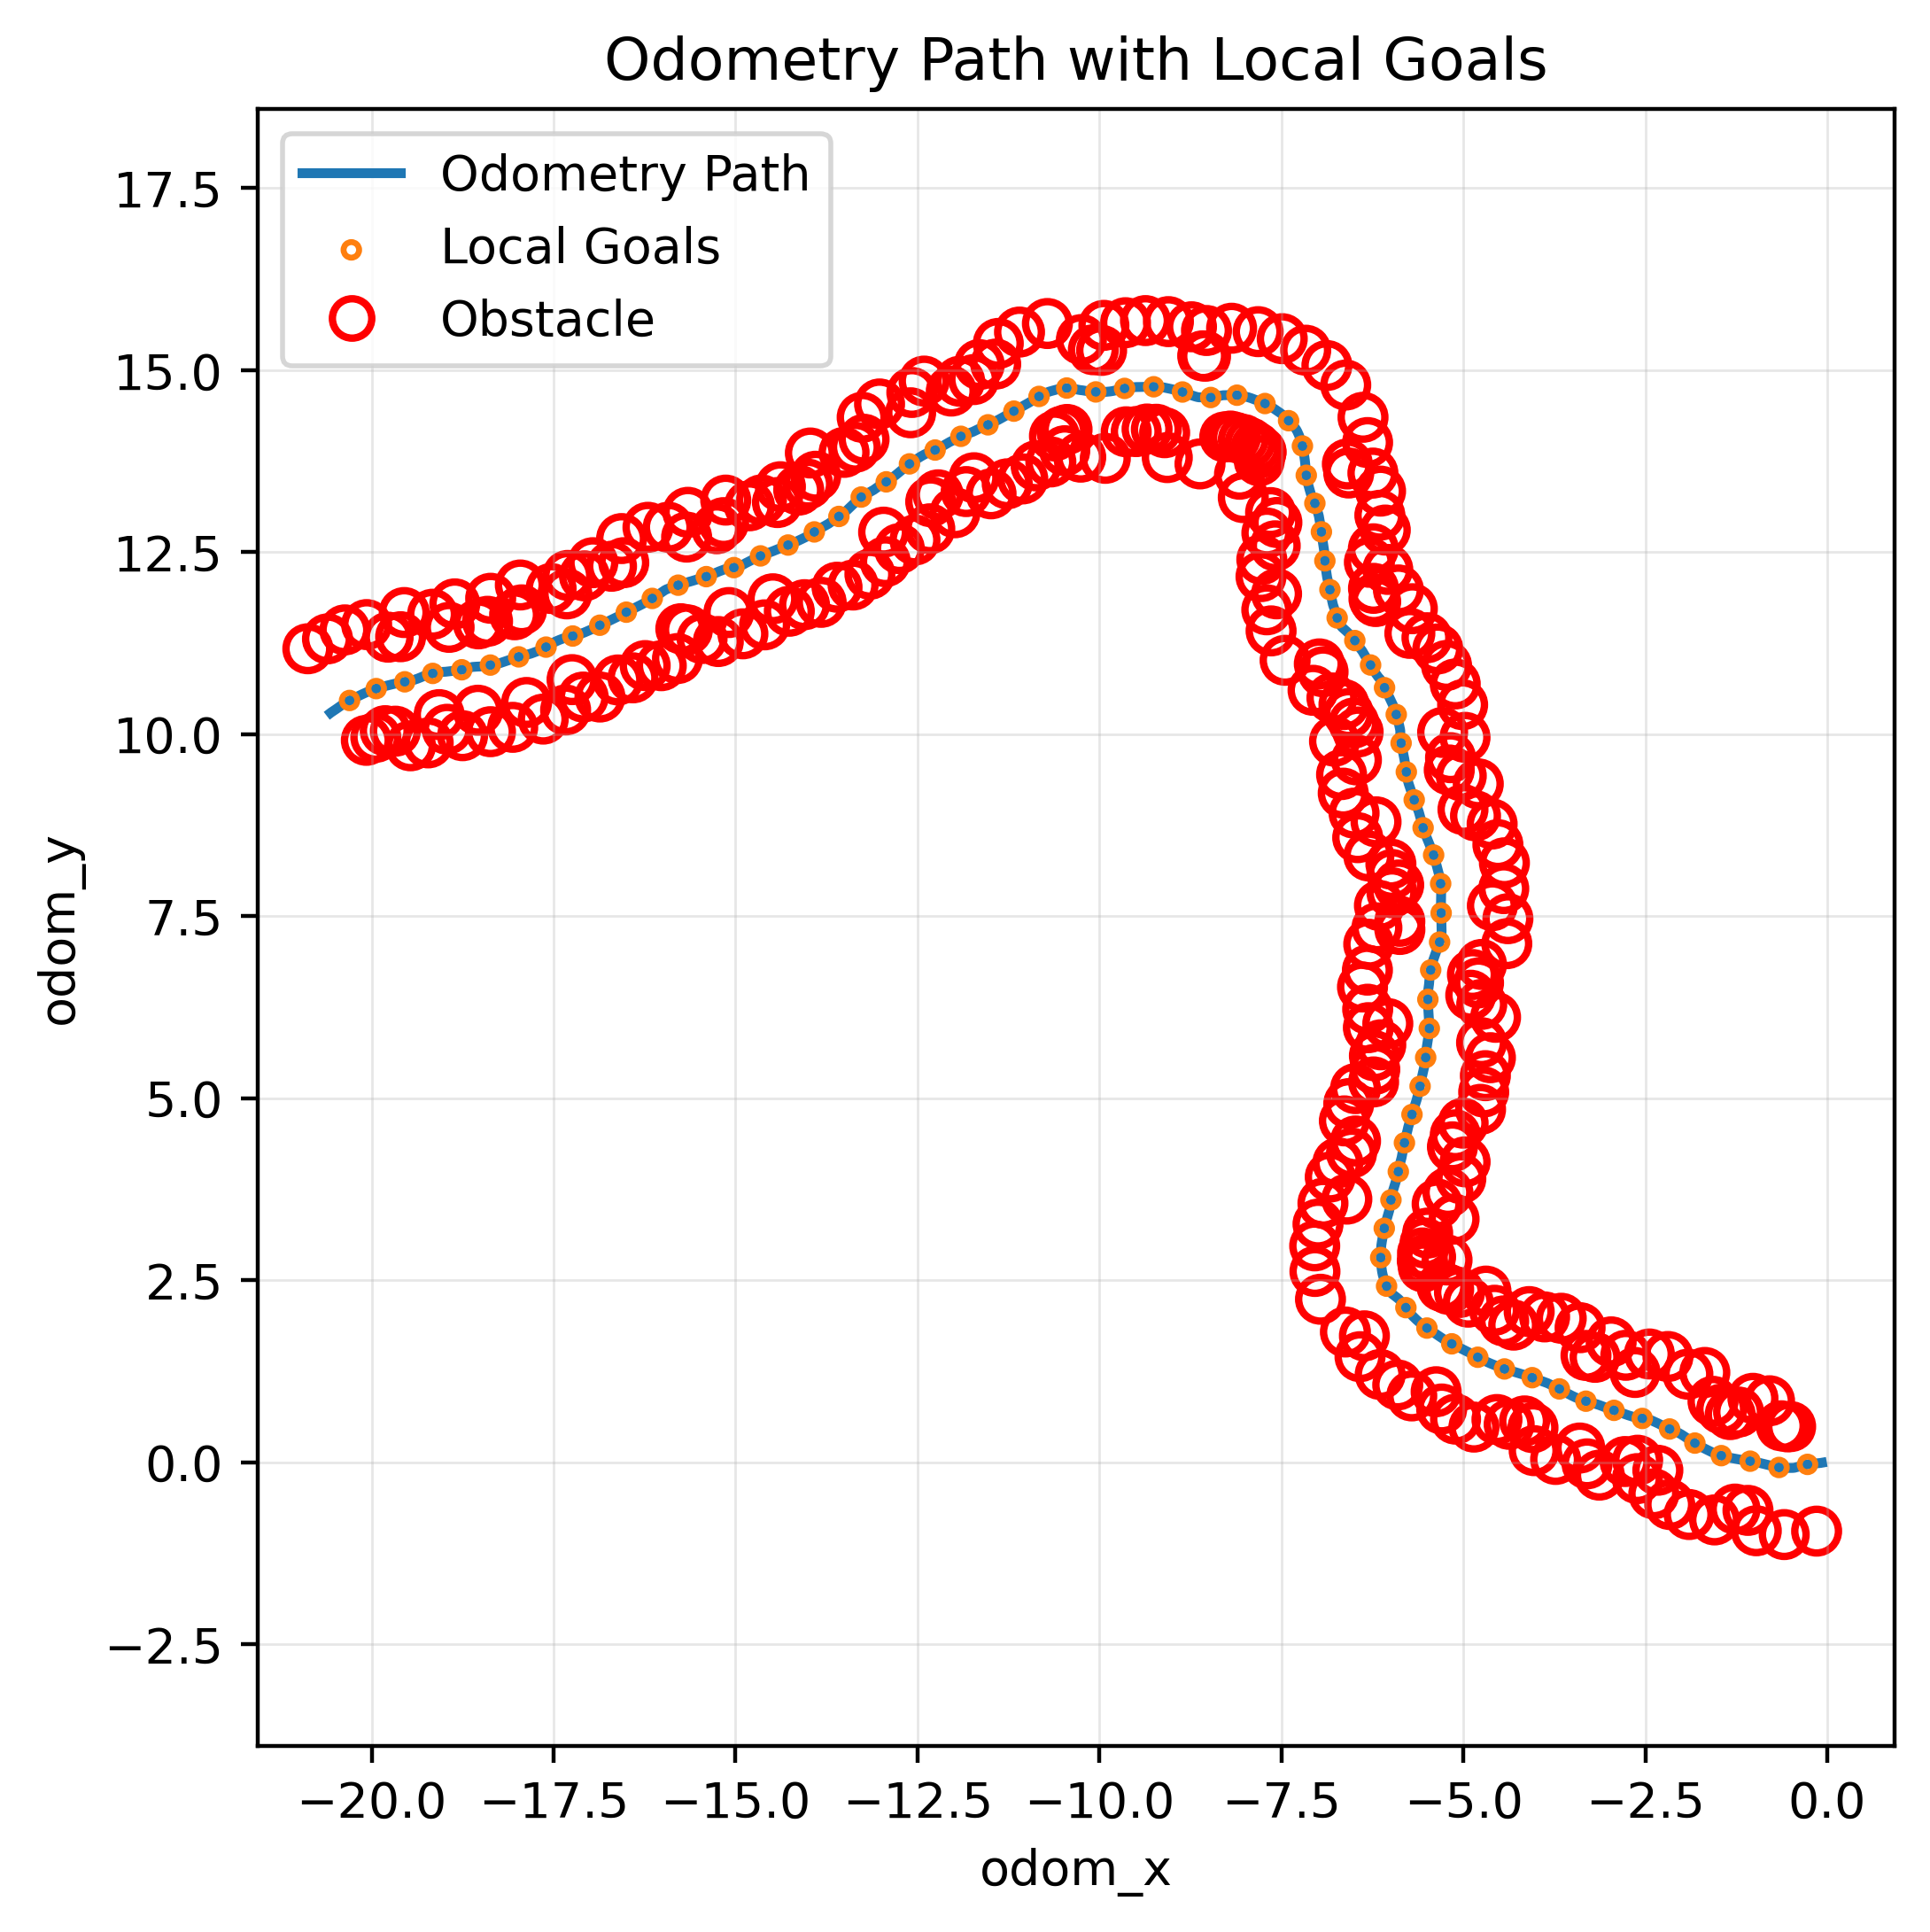 Odometry Path with Local Goals
Odometry Path
Local Goals
Obstacle
17.5
15.0
12.5
10.0
7.5
5.0
2.5
0.0
−2.5
odom_y
−20.0 −17.5 −15.0 −12.5 −10.0 −7.5 −5.0 −2.5 0.0
odom_x